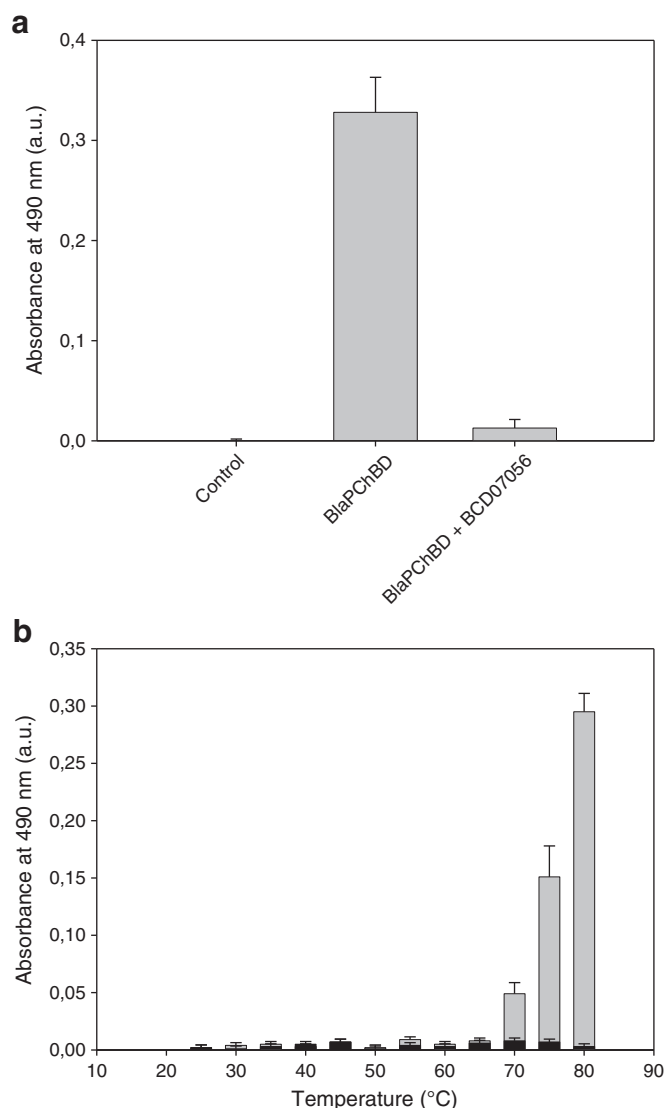 a
0,4
0,3
0,2
0,1
0,0
Absorbance at 490 nm (a.u.)
Control
BlaPChBD
BlaPChBD + BCD07056
b
0,35
0,30
0,25
0,20
0,15
0,10
0,05
0,00
Absorbance at 490 nm (a.u.)
10 20 30 40 50 60 70 80 90
Temperature (°C)